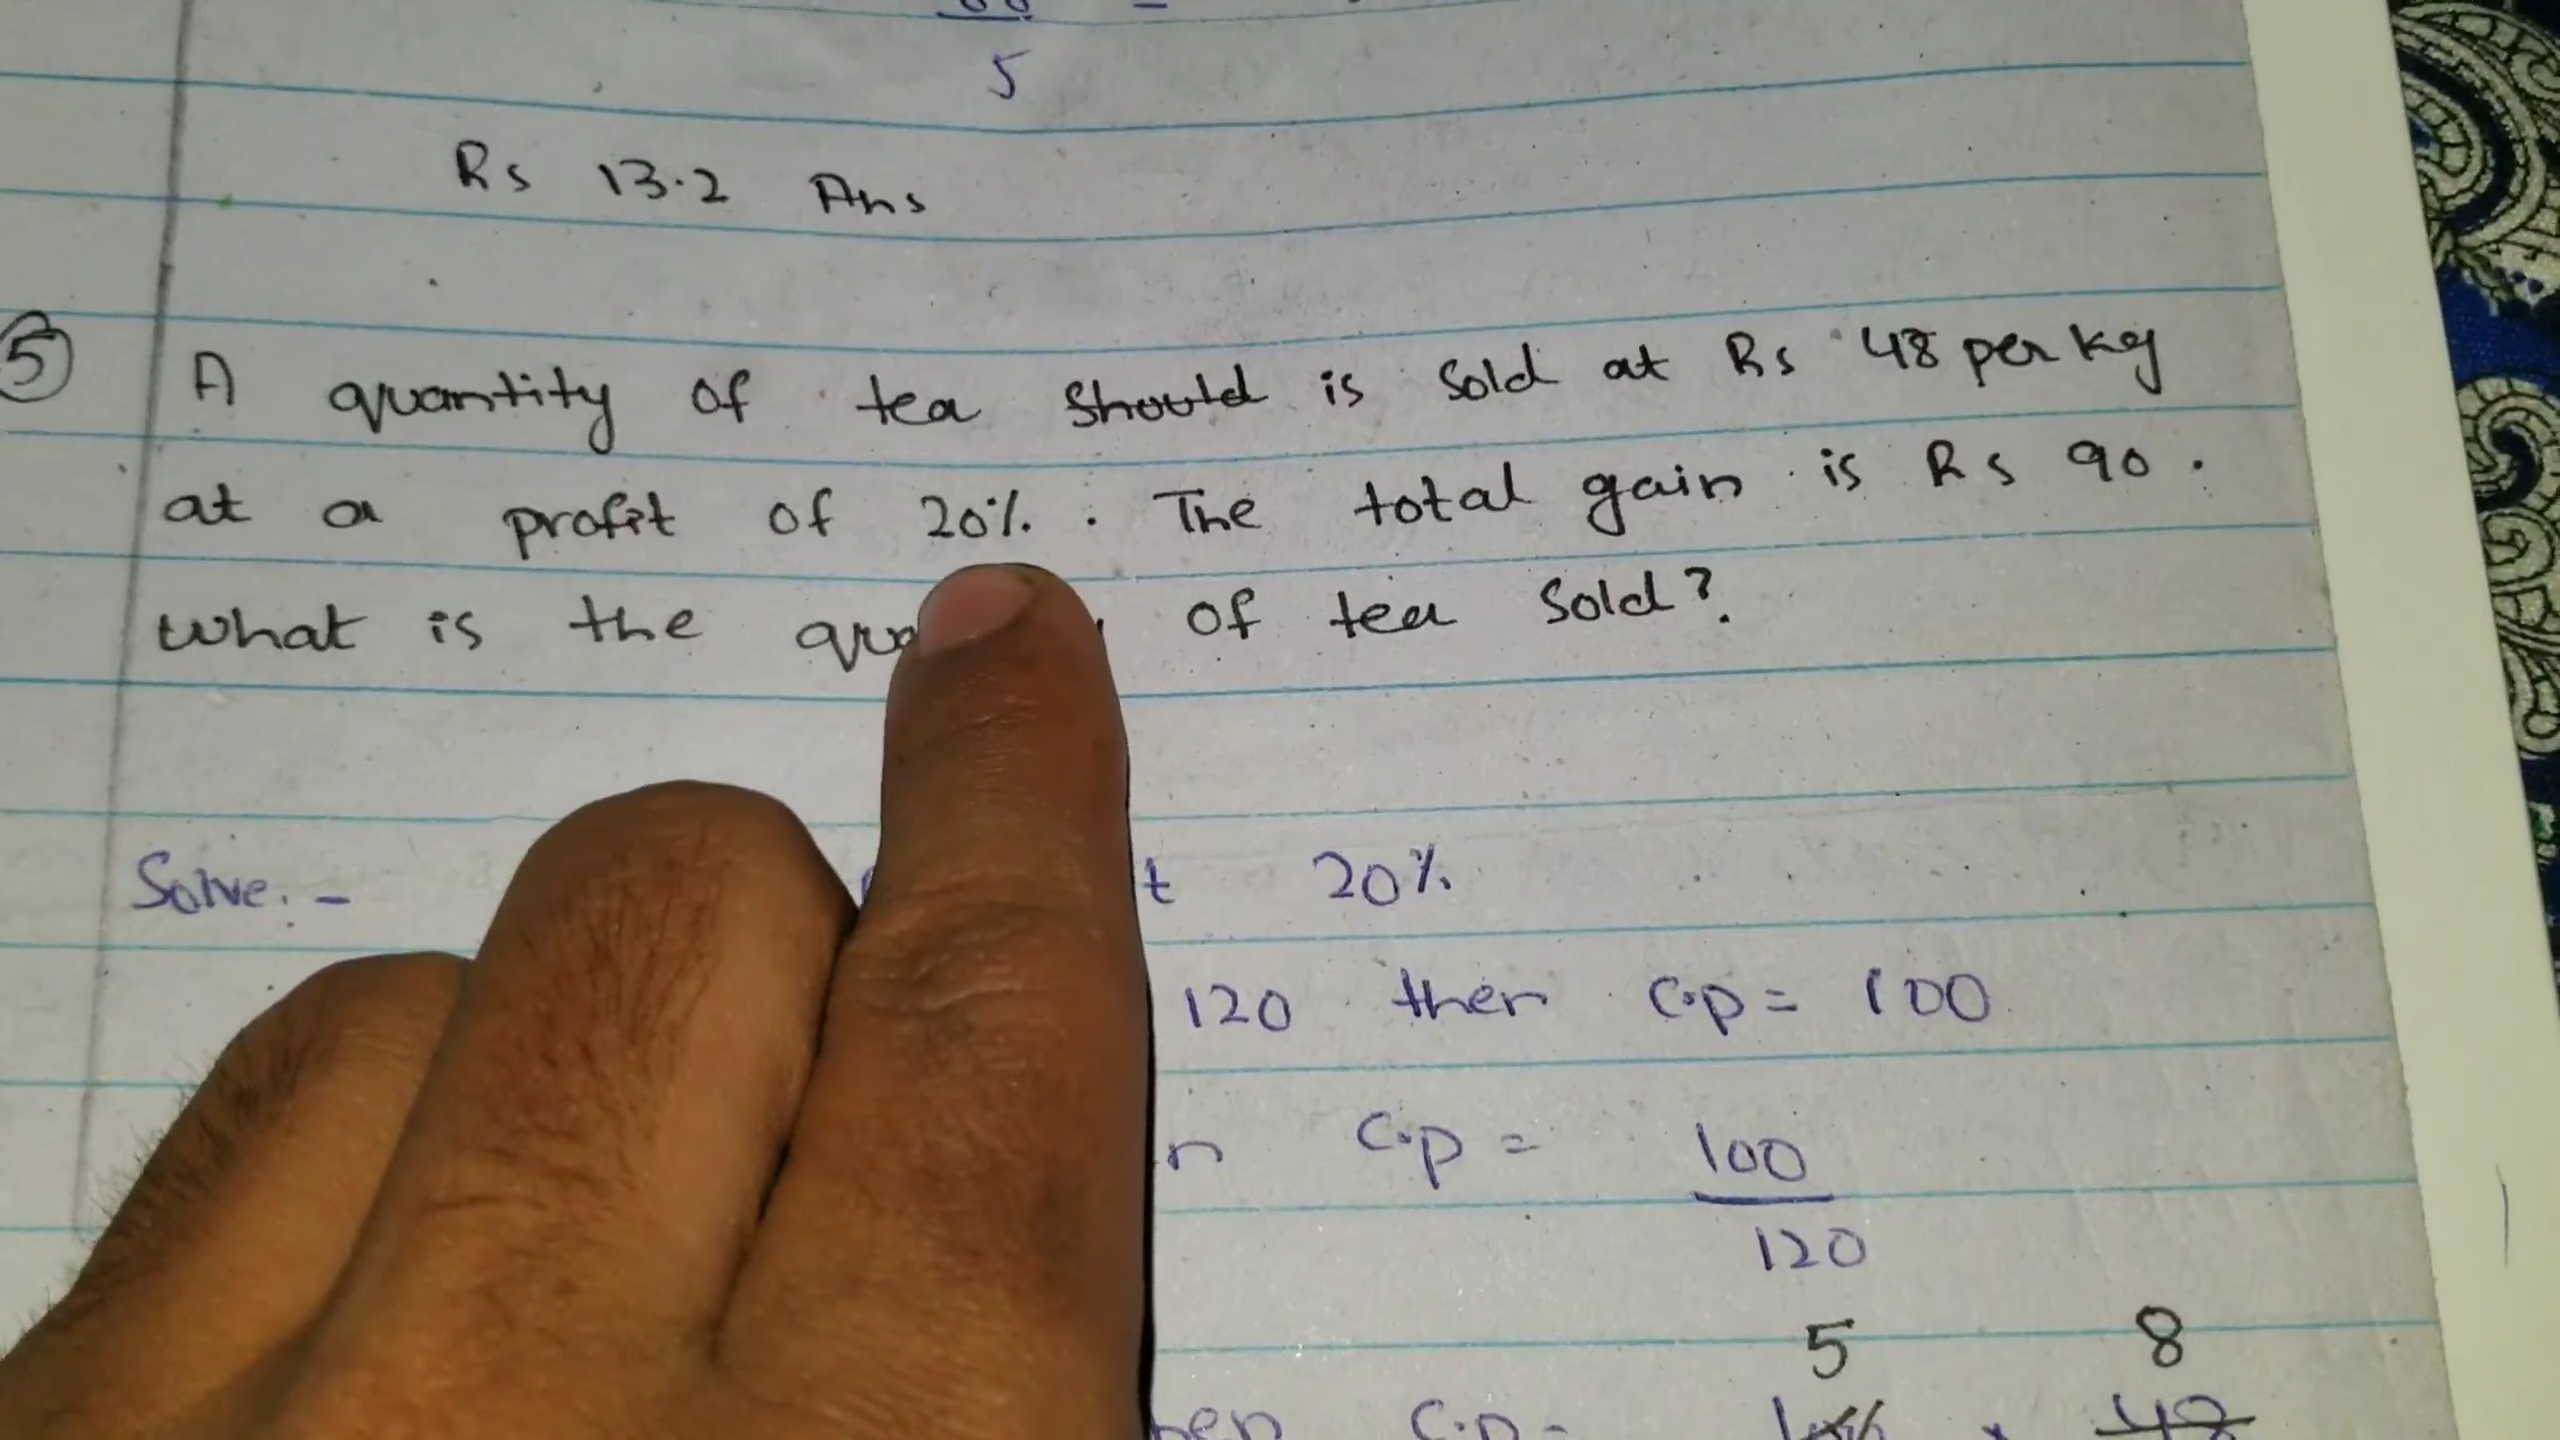 5
Rs 13.2 Ans
5 A quantity of tea should is sold at Rs 48 per kg
at a profit of 20%. The total gain is Rs 90.
What is the of tea sold?
Solve:- 20%
120 then C.p = 100
C.p = 100
120
5 8
C.p =